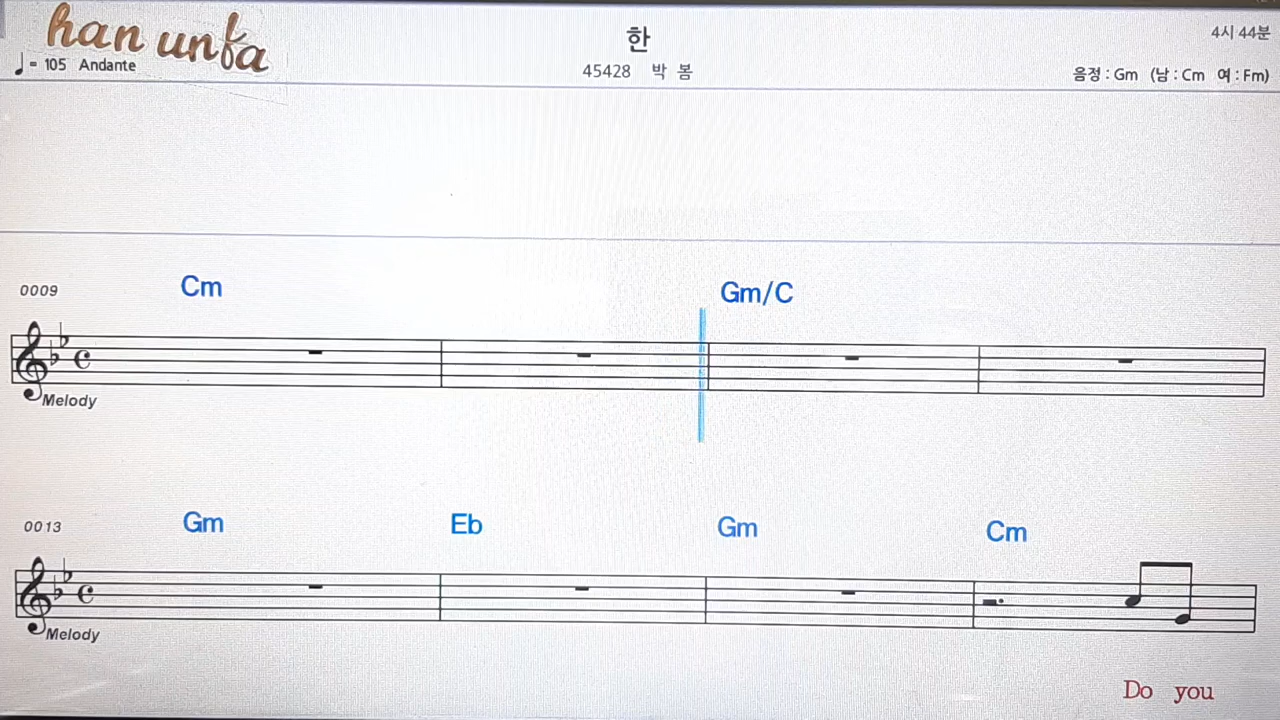 han unfa
한
4시 44분
♩= 105 Andante
45428 박 봄
음정 : Gm (남 : Cm 여 : Fm)
0009 Cm Gm/C
Melody
0013 Gm Eb Gm Cm
Melody
Do you